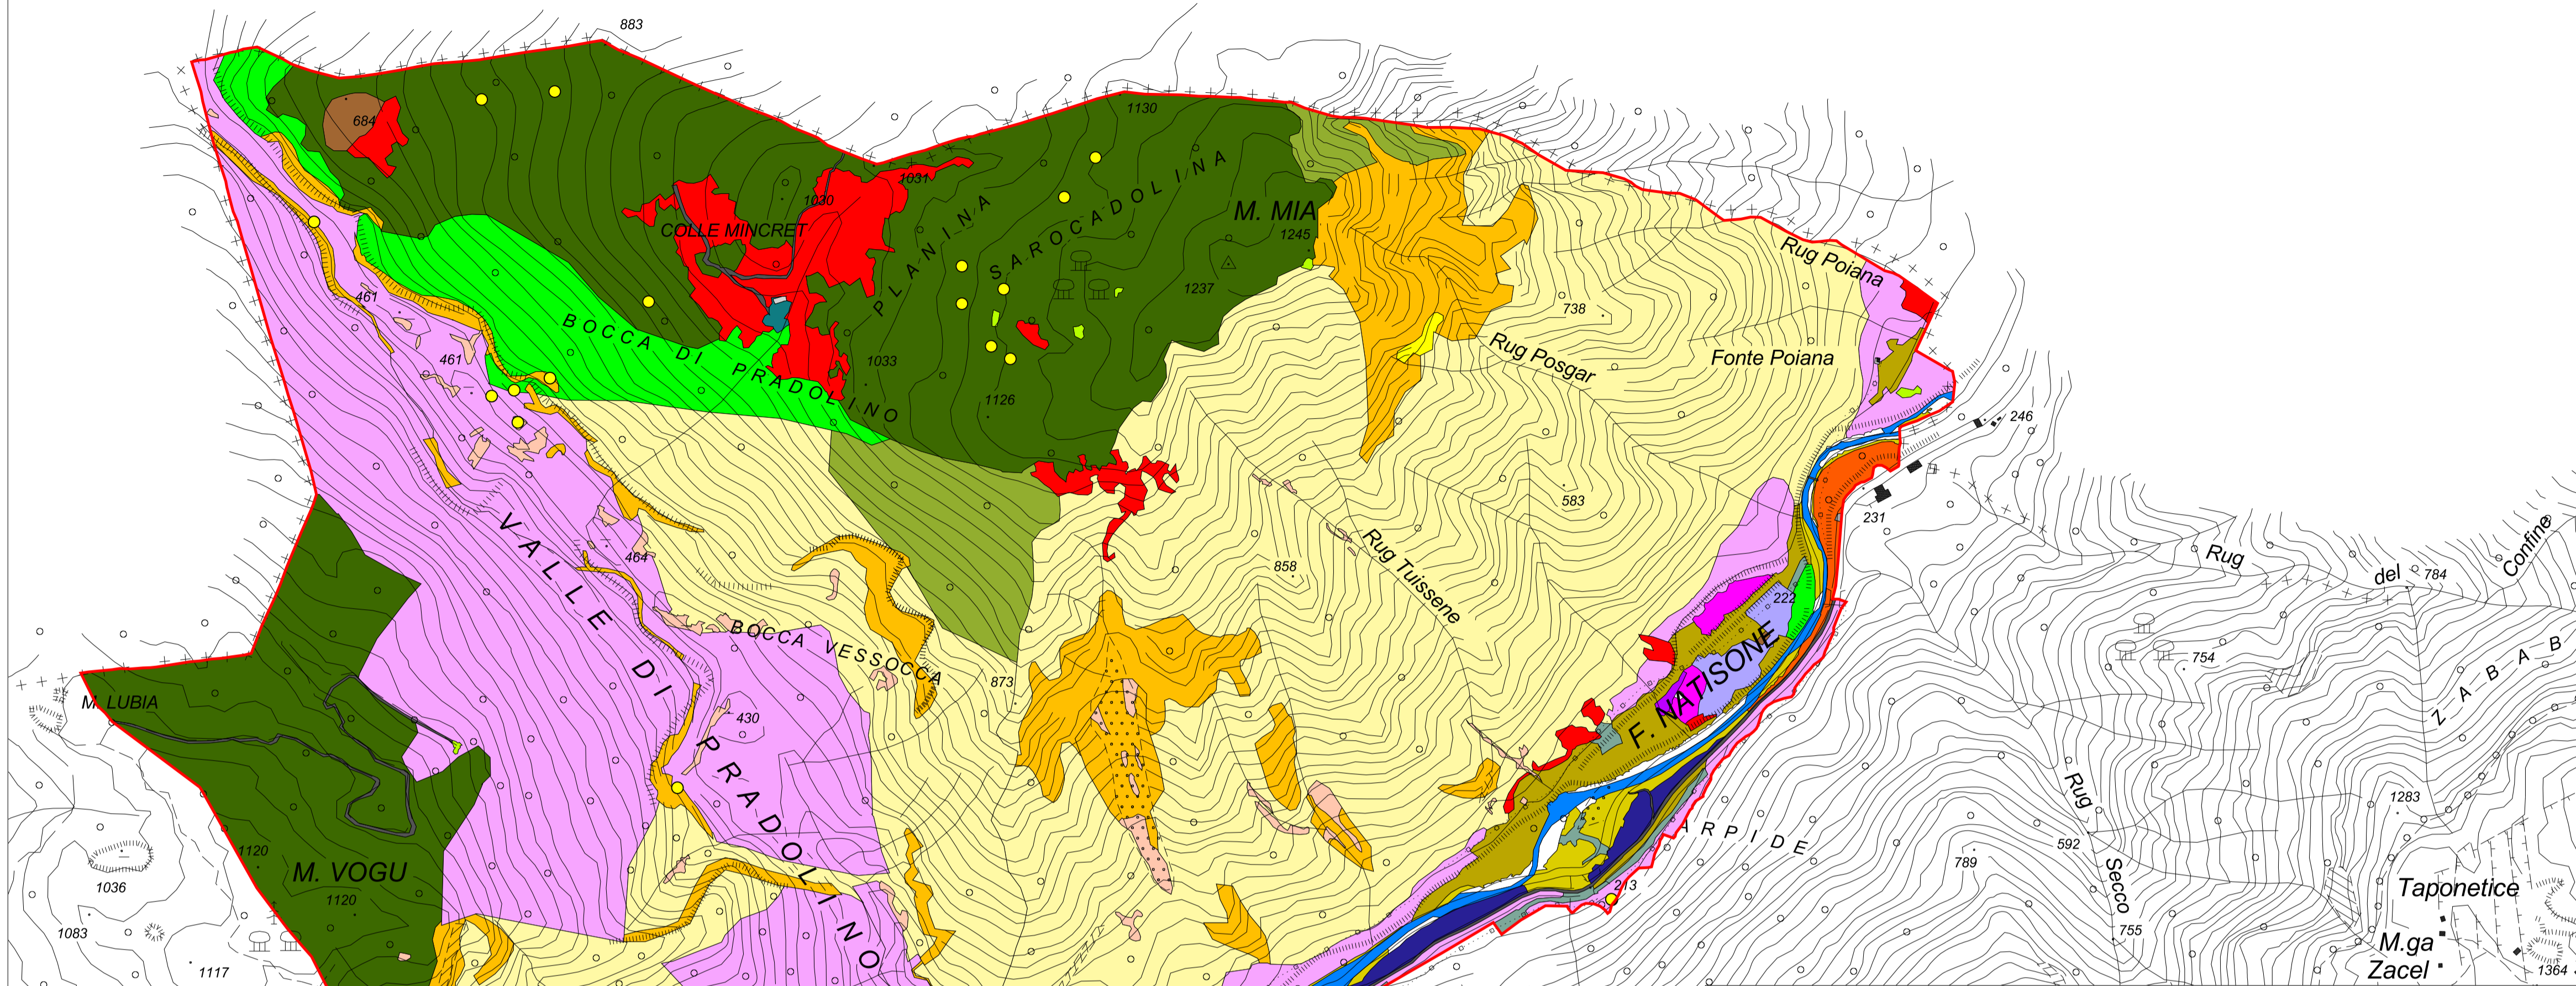 883
684
1130
1031
1020
COLLE MINCRET
PLANINA
SAROCADOLINA
M. MIA
1245
1237
Rug Poiana
461
738
BOCCA DI PRADOLINO
461
1033
Rug Posgar
Fonte Poiana
1126
246
583
231
VALLE DI PRADOLINO
464
858
Rug Tuissene
Rug del Confine
784
222
BOCCA VESSOCCA
754
ZABAB
873
M. LUBIA
430
F. NATISONE
Rug Secco
1283
ARPIDE
592
1120
789
M. VOGU
1036
1120
213
Taponetice
1083
755
M.ga
Zacel
1117
1364